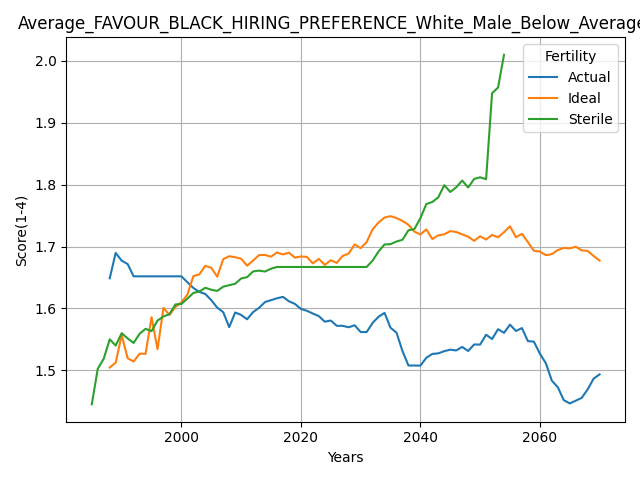 Average_FAVOUR_BLACK_HIRING_PREFERENCE_White_Male_Below_Average
Fertility
Actual
Ideal
Sterile
Score(1-4)
2.0
1.9
1.8
1.7
1.6
1.5
2000 2020 2040 2060
Years